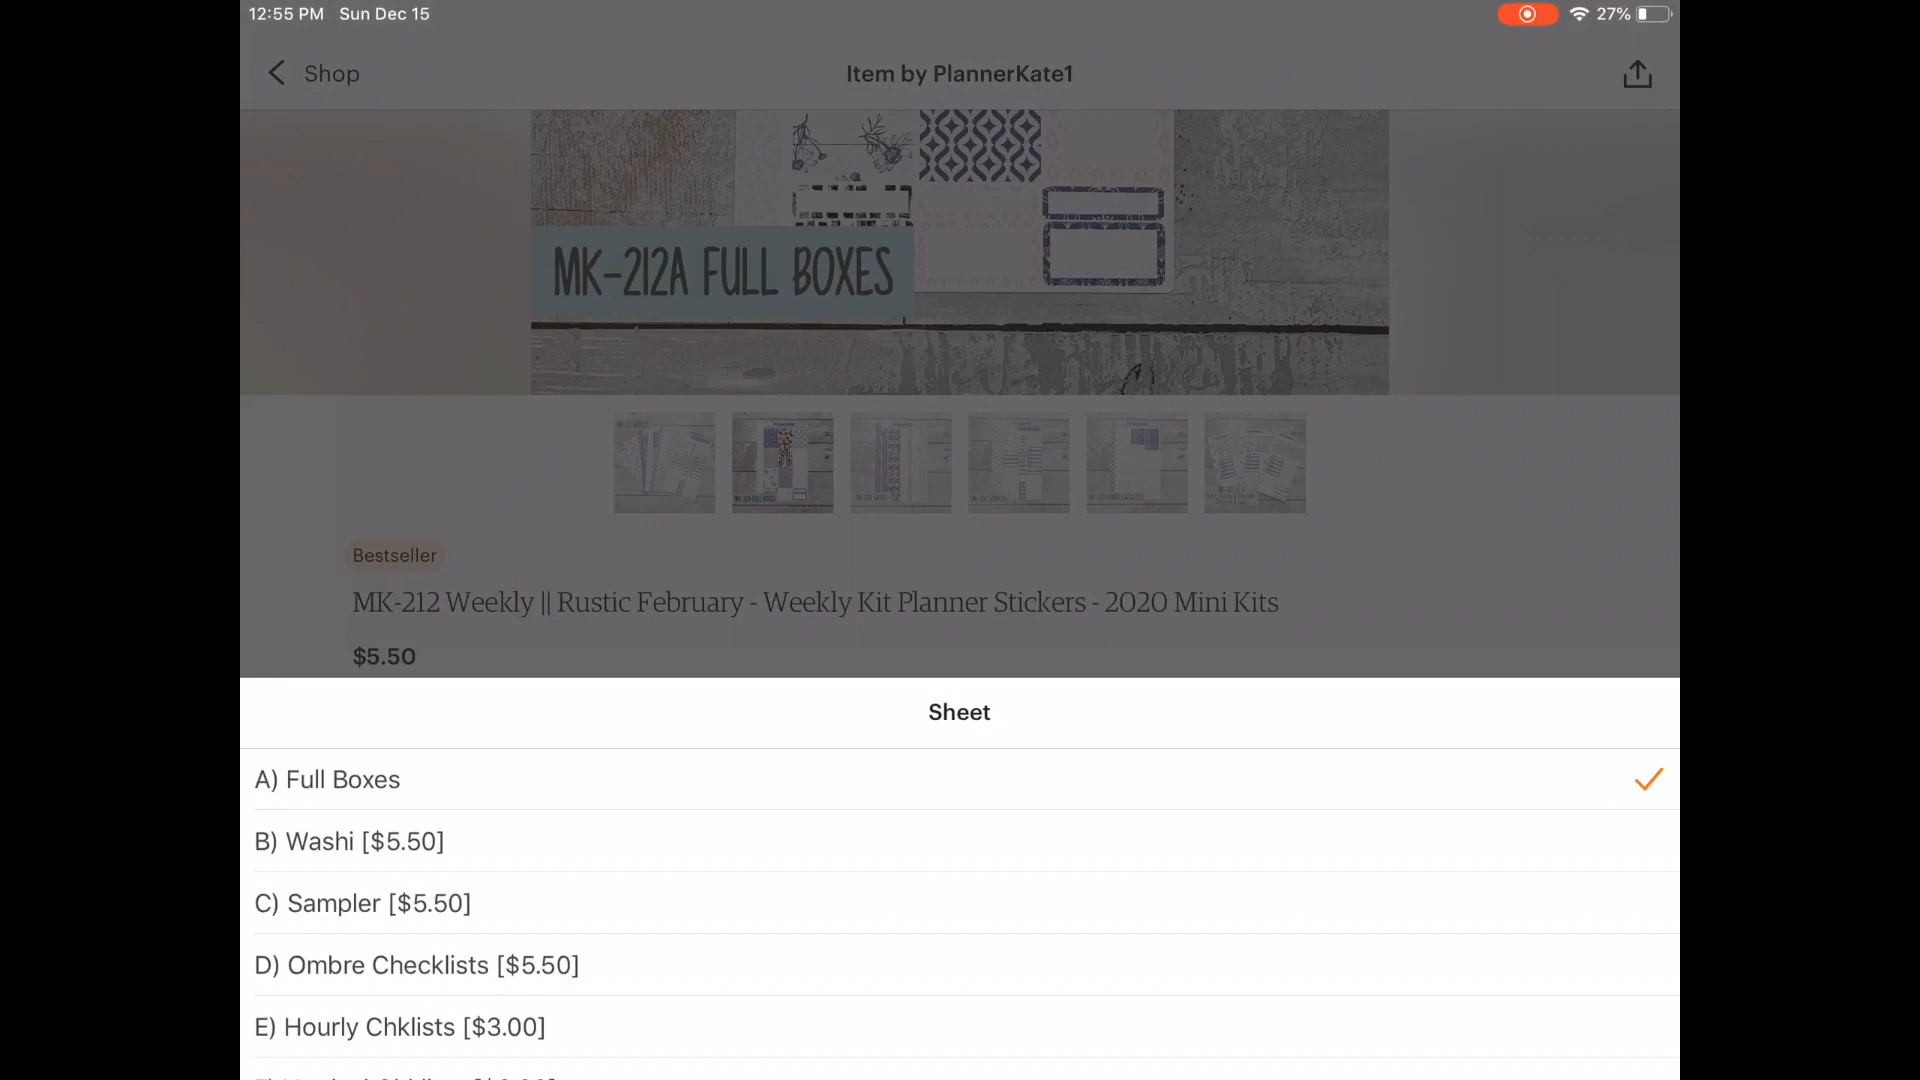 12:55 PM Sun Dec 15
27%
Shop
Item by PlannerKate1
MK-212A FULL BOXES
Bestseller
MK-212 Weekly || Rustic February - Weekly Kit Planner Stickers - 2020 Mini Kits
$5.50
Sheet
A) Full Boxes
B) Washi [$5.50]
C) Sampler [$5.50]
D) Ombre Checklists [$5.50]
E) Hourly Chklists [$3.00]